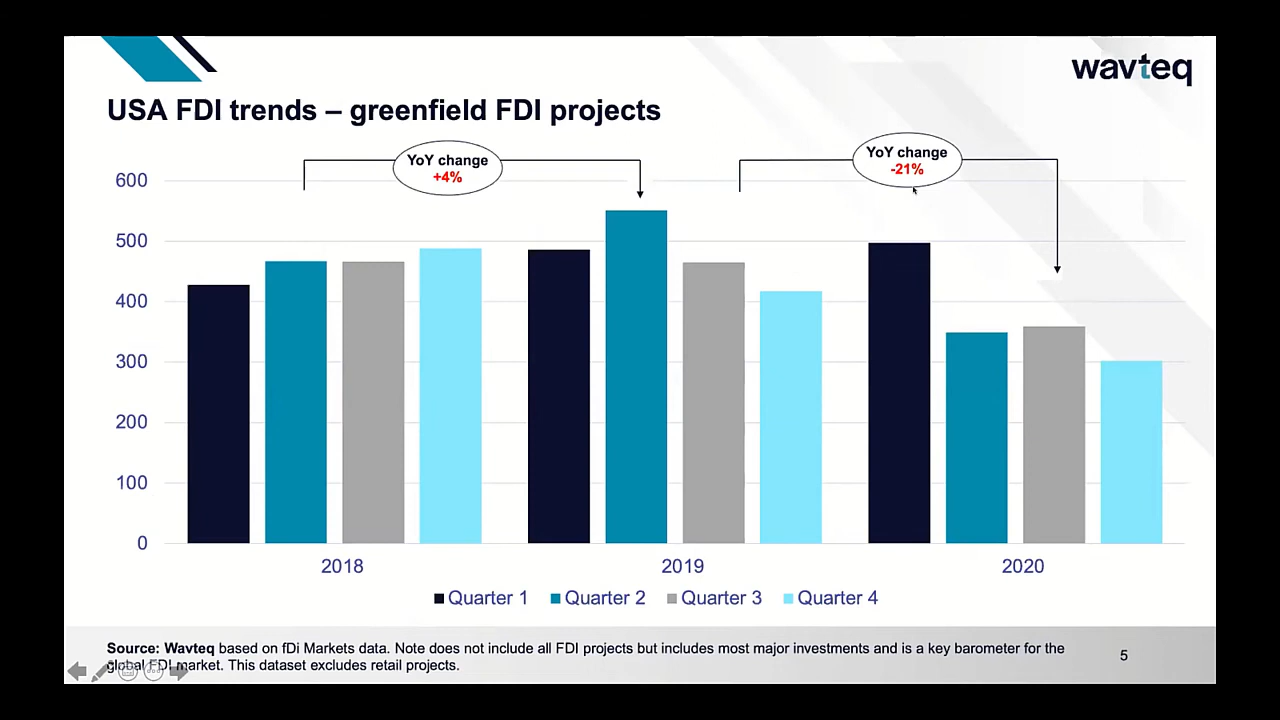 wavteq
USA FDI trends – greenfield FDI projects
YoY change
+4%
YoY change
-21%
600
500
400
300
200
100
0
2018
2019
2020
Quarter 1
Quarter 2
Quarter 3
Quarter 4
Source: Wavteq based on fDi Markets data. Note does not include all FDI projects but includes most major investments and is a key barometer for the
global FDI market. This dataset excludes retail projects.
5